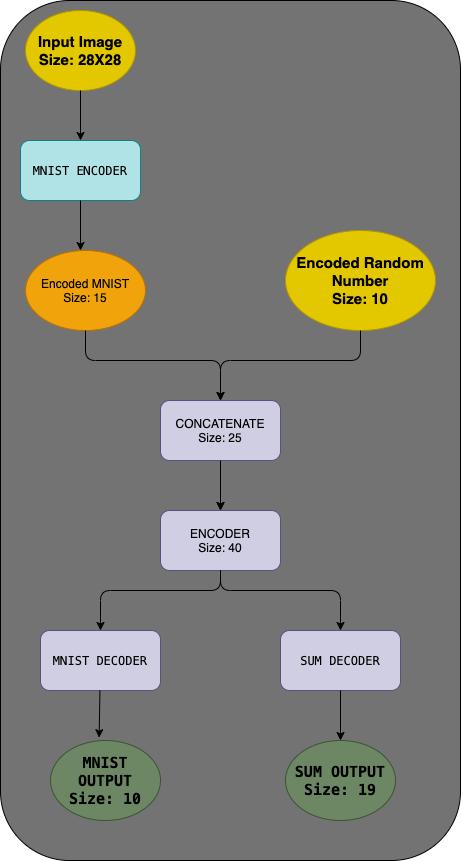 Input Image
Size: 28X28
MNIST ENCODER
Encoded MNIST
Size: 15
Encoded Random
Number
Size: 10
CONCATENATE
Size: 25
ENCODER
Size: 40
MNIST DECODER
SUM DECODER
MNIST
OUTPUT
Size: 10
SUM OUTPUT
Size: 19